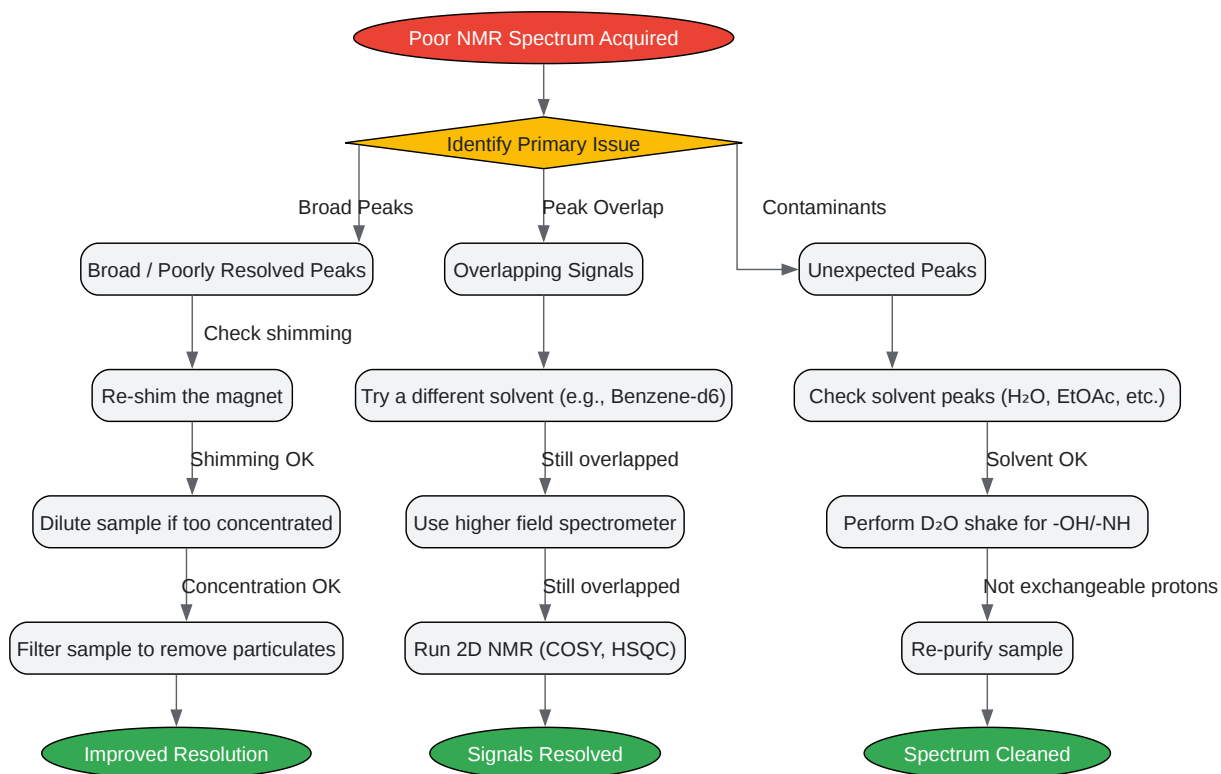 Poor NMR Spectrum Acquired
Identify Primary Issue
Broad Peaks
Peak Overlap
Contaminants
Broad / Poorly Resolved Peaks
Overlapping Signals
Unexpected Peaks
Check shimming
Re-shim the magnet
Try a different solvent (e.g., Benzene-d6)
Check solvent peaks (H₂O, EtOAc, etc.)
Shimming OK
Still overlapped
Solvent OK
Dilute sample if too concentrated
Use higher field spectrometer
Perform D₂O shake for -OH/-NH
Concentration OK
Still overlapped
Not exchangeable protons
Filter sample to remove particulates
Run 2D NMR (COSY, HSQC)
Re-purify sample
Improved Resolution
Signals Resolved
Spectrum Cleaned